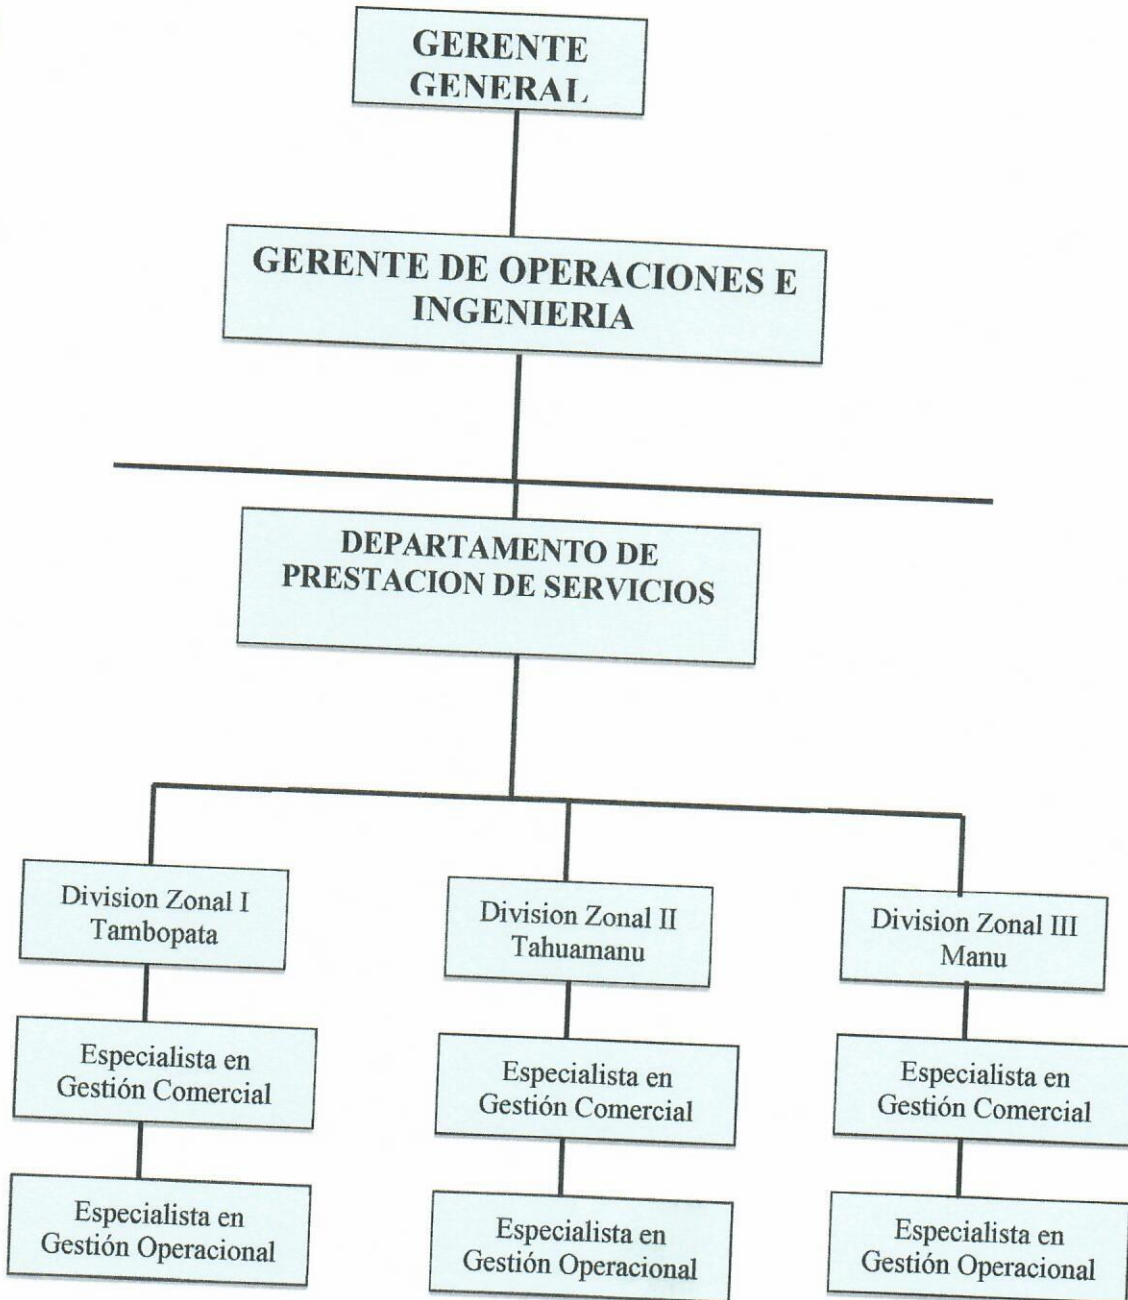 GERENTE
GENERAL
GERENTE DE OPERACIONES E
INGENIERIA
DEPARTAMENTO DE
PRESTACION DE SERVICIOS
Division Zonal I
Tambopata
Division Zonal II
Tahuamanu
Division Zonal III
Manu
Especialista en
Gestión Comercial
Especialista en
Gestión Comercial
Especialista en
Gestión Comercial
Especialista en
Gestión Operacional
Especialista en
Gestión Operacional
Especialista en
Gestión Operacional